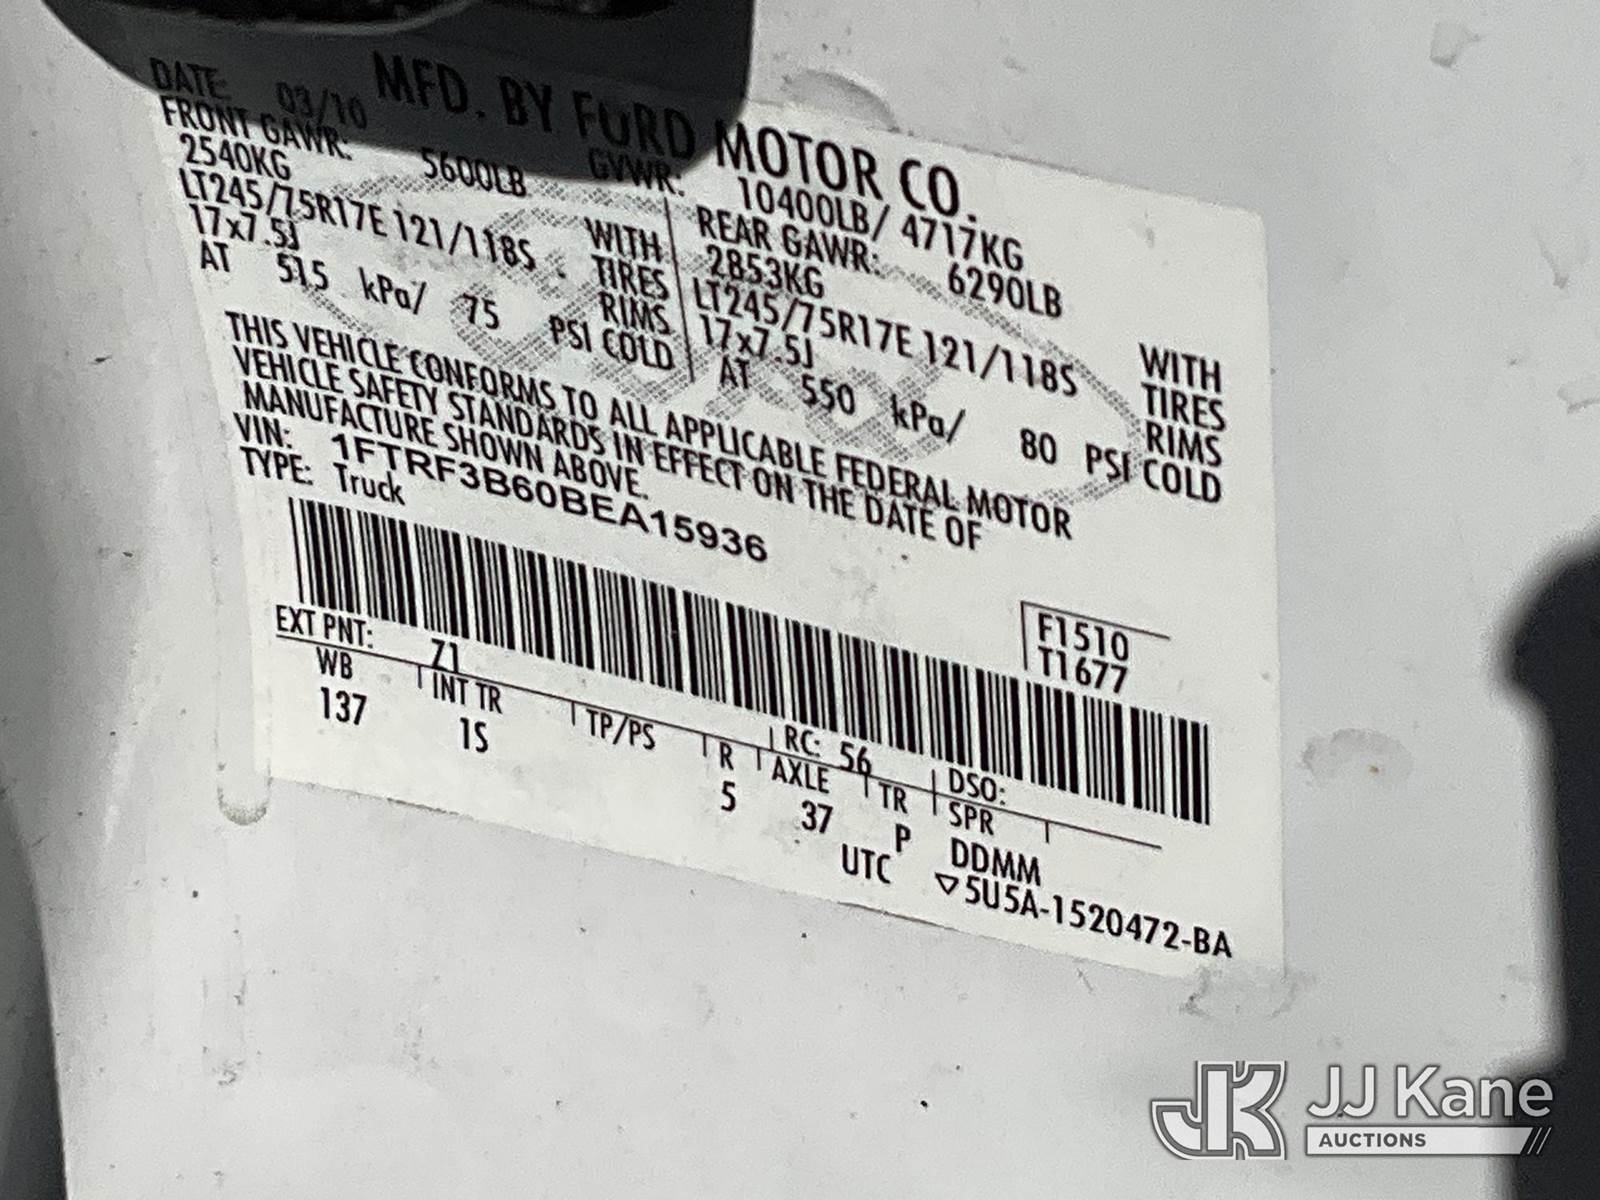 MFD. BY FORD MOTOR CO.
DATE: 03/10 GVWR: 10400LB/ 4717KG
FRONT GAWR: 5600LB REAR GAWR: 6290LB
2540KG WITH 2853KG WITH
LT245/75R17E 121/118S TIRES LT245/75R17E 121/118S TIRES
17x7.5J RIMS 17x7.5J RIMS
AT 515 kPa/ 75 PSI COLD AT 550 kPa/ 80 PSI COLD
THIS VEHICLE CONFORMS TO ALL APPLICABLE FEDERAL MOTOR
VEHICLE SAFETY STANDARDS IN EFFECT ON THE DATE OF
MANUFACTURE SHOWN ABOVE.
VIN: 1FTRF3B60BEA15936
TYPE: Truck
F1510
T1677
EXT PNT: Z1 RC: 56 DSO:
WB INT TR TP/PS R AXLE TR SPR
137 1S 5 37 P DDMM
UTC ▽5U5A-1520472-BA
JK JJ Kane
AUCTIONS